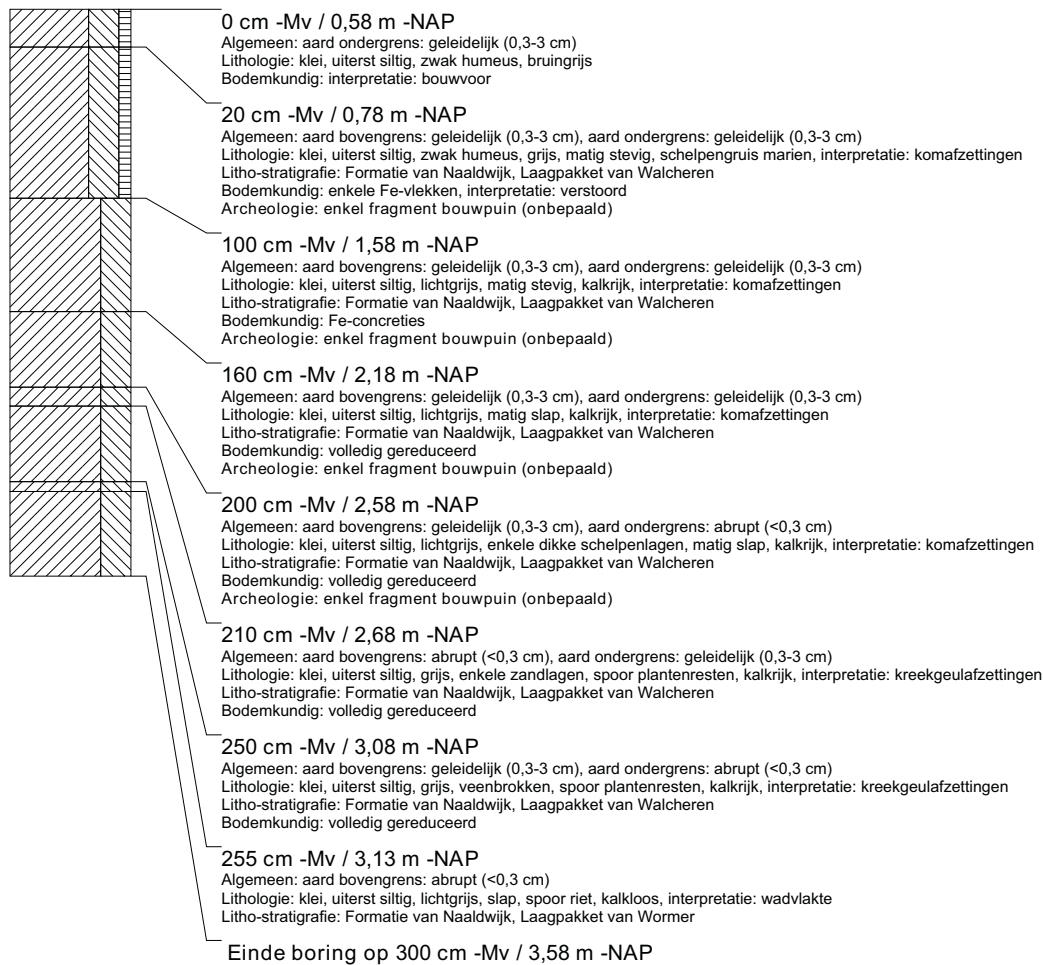 0 cm -Mv / 0,58 m -NAP
Algemeen: aard ondergrens: geleidelijk (0,3-3 cm)
Lithologie: klei, uiterst siltig, zwak humeus, bruingrijs
Bodemkundig: interpretatie: bouwvoor
20 cm -Mv / 0,78 m -NAP
Algemeen: aard bovengrens: geleidelijk (0,3-3 cm), aard ondergrens: geleidelijk (0,3-3 cm)
Lithologie: klei, uiterst siltig, zwak humeus, grijs, matig stevig, schelpengruis marien, interpretatie: komafzettingen
Litho-stratigrafie: Formatie van Naaldwijk, Laagpakket van Walcheren
Bodemkundig: enkele Fe-vlekken, interpretatie: verstoord
Archeologie: enkel fragment bouwpuin (onbepaald)
100 cm -Mv / 1,58 m -NAP
Algemeen: aard bovengrens: geleidelijk (0,3-3 cm), aard ondergrens: geleidelijk (0,3-3 cm)
Lithologie: klei, uiterst siltig, lichtgrijs, matig stevig, kalkrijk, interpretatie: komafzettingen
Litho-stratigrafie: Formatie van Naaldwijk, Laagpakket van Walcheren
Bodemkundig: Fe-concreties
Archeologie: enkel fragment bouwpuin (onbepaald)
160 cm -Mv / 2,18 m -NAP
Algemeen: aard bovengrens: geleidelijk (0,3-3 cm), aard ondergrens: geleidelijk (0,3-3 cm)
Lithologie: klei, uiterst siltig, lichtgrijs, matig slap, kalkrijk, interpretatie: komafzettingen
Litho-stratigrafie: Formatie van Naaldwijk, Laagpakket van Walcheren
Bodemkundig: volledig gereduceerd
Archeologie: enkel fragment bouwpuin (onbepaald)
200 cm -Mv / 2,58 m -NAP
Algemeen: aard bovengrens: geleidelijk (0,3-3 cm), aard ondergrens: abrupt (<0,3 cm)
Lithologie: klei, uiterst siltig, lichtgrijs, enkele dikke schelpenlagen, matig slap, kalkrijk, interpretatie: komafzettingen
Litho-stratigrafie: Formatie van Naaldwijk, Laagpakket van Walcheren
Bodemkundig: volledig gereduceerd
Archeologie: enkel fragment bouwpuin (onbepaald)
210 cm -Mv / 2,68 m -NAP
Algemeen: aard bovengrens: abrupt (<0,3 cm), aard ondergrens: geleidelijk (0,3-3 cm)
Lithologie: klei, uiterst siltig, grijs, enkele zandlagen, spoor plantenresten, kalkrijk, interpretatie: kreekgeulafzettingen
Litho-stratigrafie: Formatie van Naaldwijk, Laagpakket van Walcheren
Bodemkundig: volledig gereduceerd
250 cm -Mv / 3,08 m -NAP
Algemeen: aard bovengrens: geleidelijk (0,3-3 cm), aard ondergrens: abrupt (<0,3 cm)
Lithologie: klei, uiterst siltig, grijs, veenbrokken, spoor plantenresten, kalkrijk, interpretatie: kreekgeulafzettingen
Litho-stratigrafie: Formatie van Naaldwijk, Laagpakket van Walcheren
Bodemkundig: volledig gereduceerd
255 cm -Mv / 3,13 m -NAP
Algemeen: aard bovengrens: abrupt (<0,3 cm)
Lithologie: klei, uiterst siltig, lichtgrijs, slap, spoor riet, kalkloos, interpretatie: wadvlakte
Litho-stratigrafie: Formatie van Naaldwijk, Laagpakket van Wormer
Einde boring op 300 cm -Mv / 3,58 m -NAP